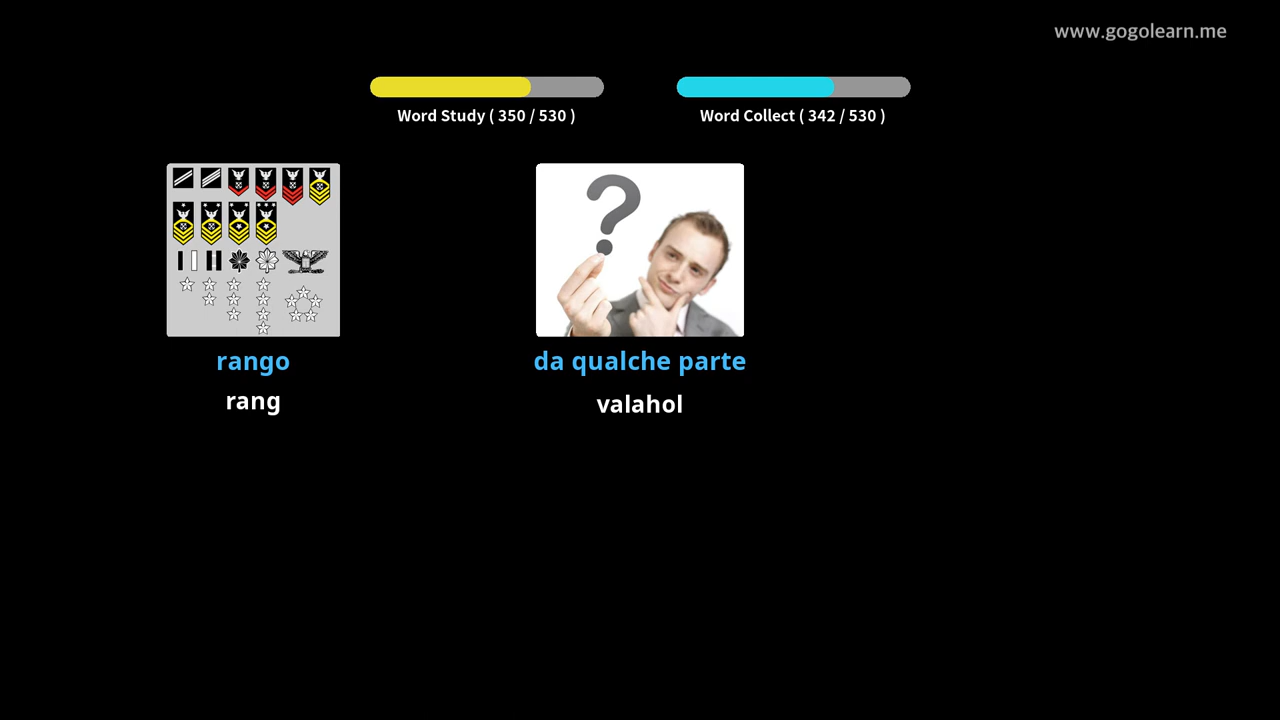 www.gogolearn.me
Word Study ( 350 / 530 )
Word Collect ( 342 / 530 )
rango
rang
da qualche parte
valahol